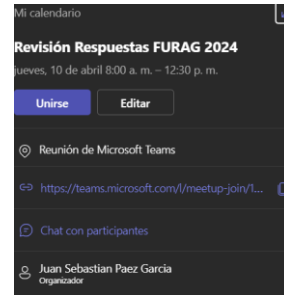 Mi calendario
Revisión Respuestas FURAG 2024
jueves, 10 de abril 8:00 a. m. – 12:30 p. m.
Unirse
Editar
Reunión de Microsoft Teams
https://teams.microsoft.com/l/meetup-join/1...
Chat con participantes
Juan Sebastian Paez Garcia
Organizador